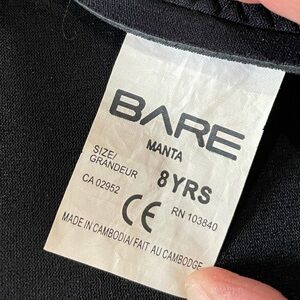 BARE
MANTA
SIZE/
GRANDEUR
8 YRS
CA 02952
CE
RN 103840
MADE IN CAMBODIA/ FAIT AU CAMBODGE